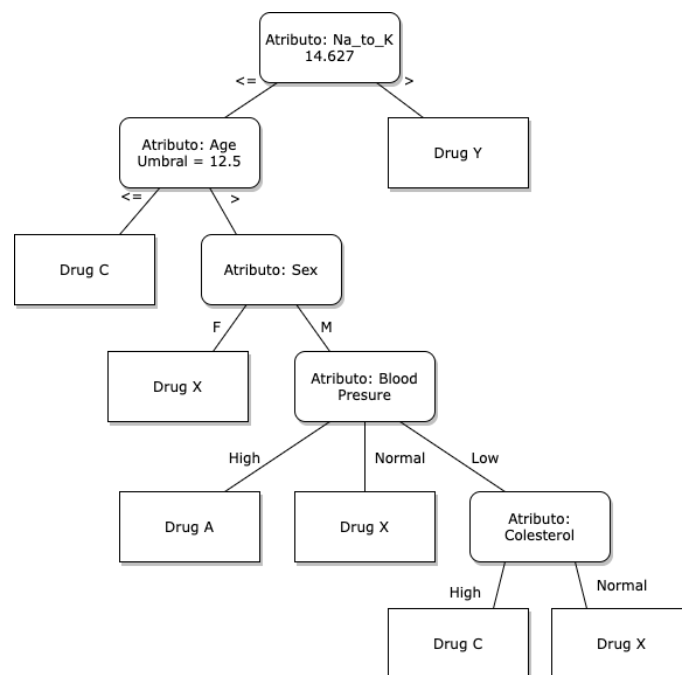 Atributo: Na_to_K
14.627
<=
>
Atributo: Age
Umbral = 12.5
Drug Y
<=
>
Drug C
Atributo: Sex
F
M
Drug X
Atributo: Blood
Presure
High
Normal
Low
Drug A
Drug X
Atributo:
Colesterol
High
Normal
Drug C
Drug X